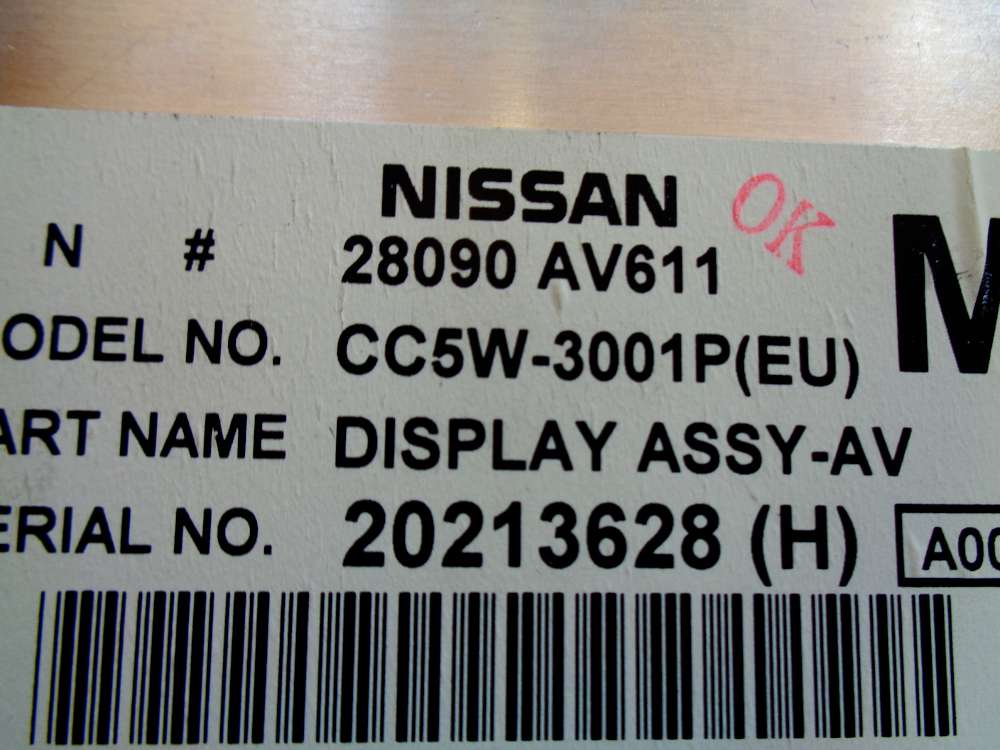 NISSAN OK
N # 28090 AV611 M
ODEL NO. CC5W-3001P(EU)
ART NAME DISPLAY ASSY-AV
ERIAL NO. 20213628 (H) A00